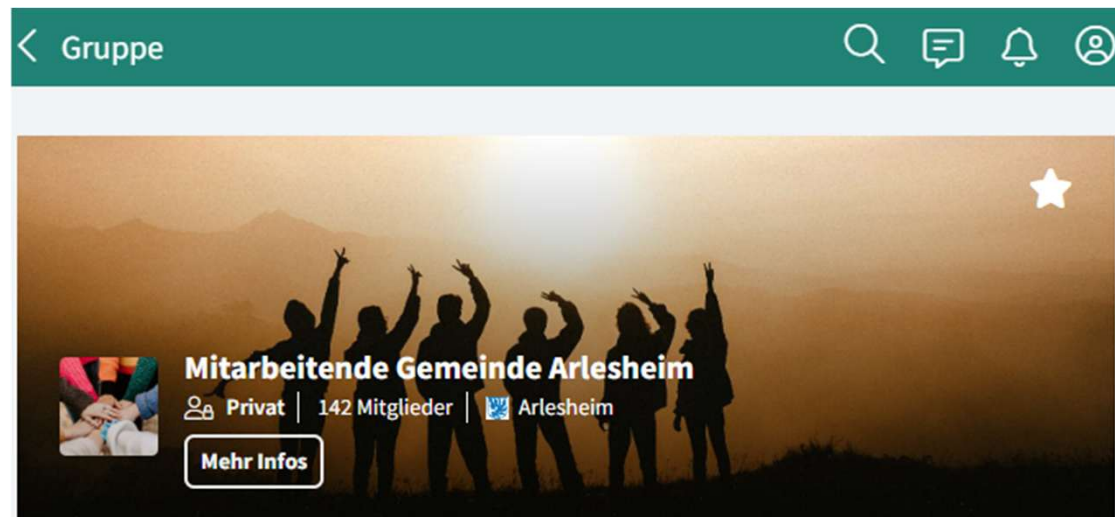 Gruppe
Mitarbeitende Gemeinde Arlesheim
Privat | 142 Mitglieder | Arlesheim
Mehr Infos